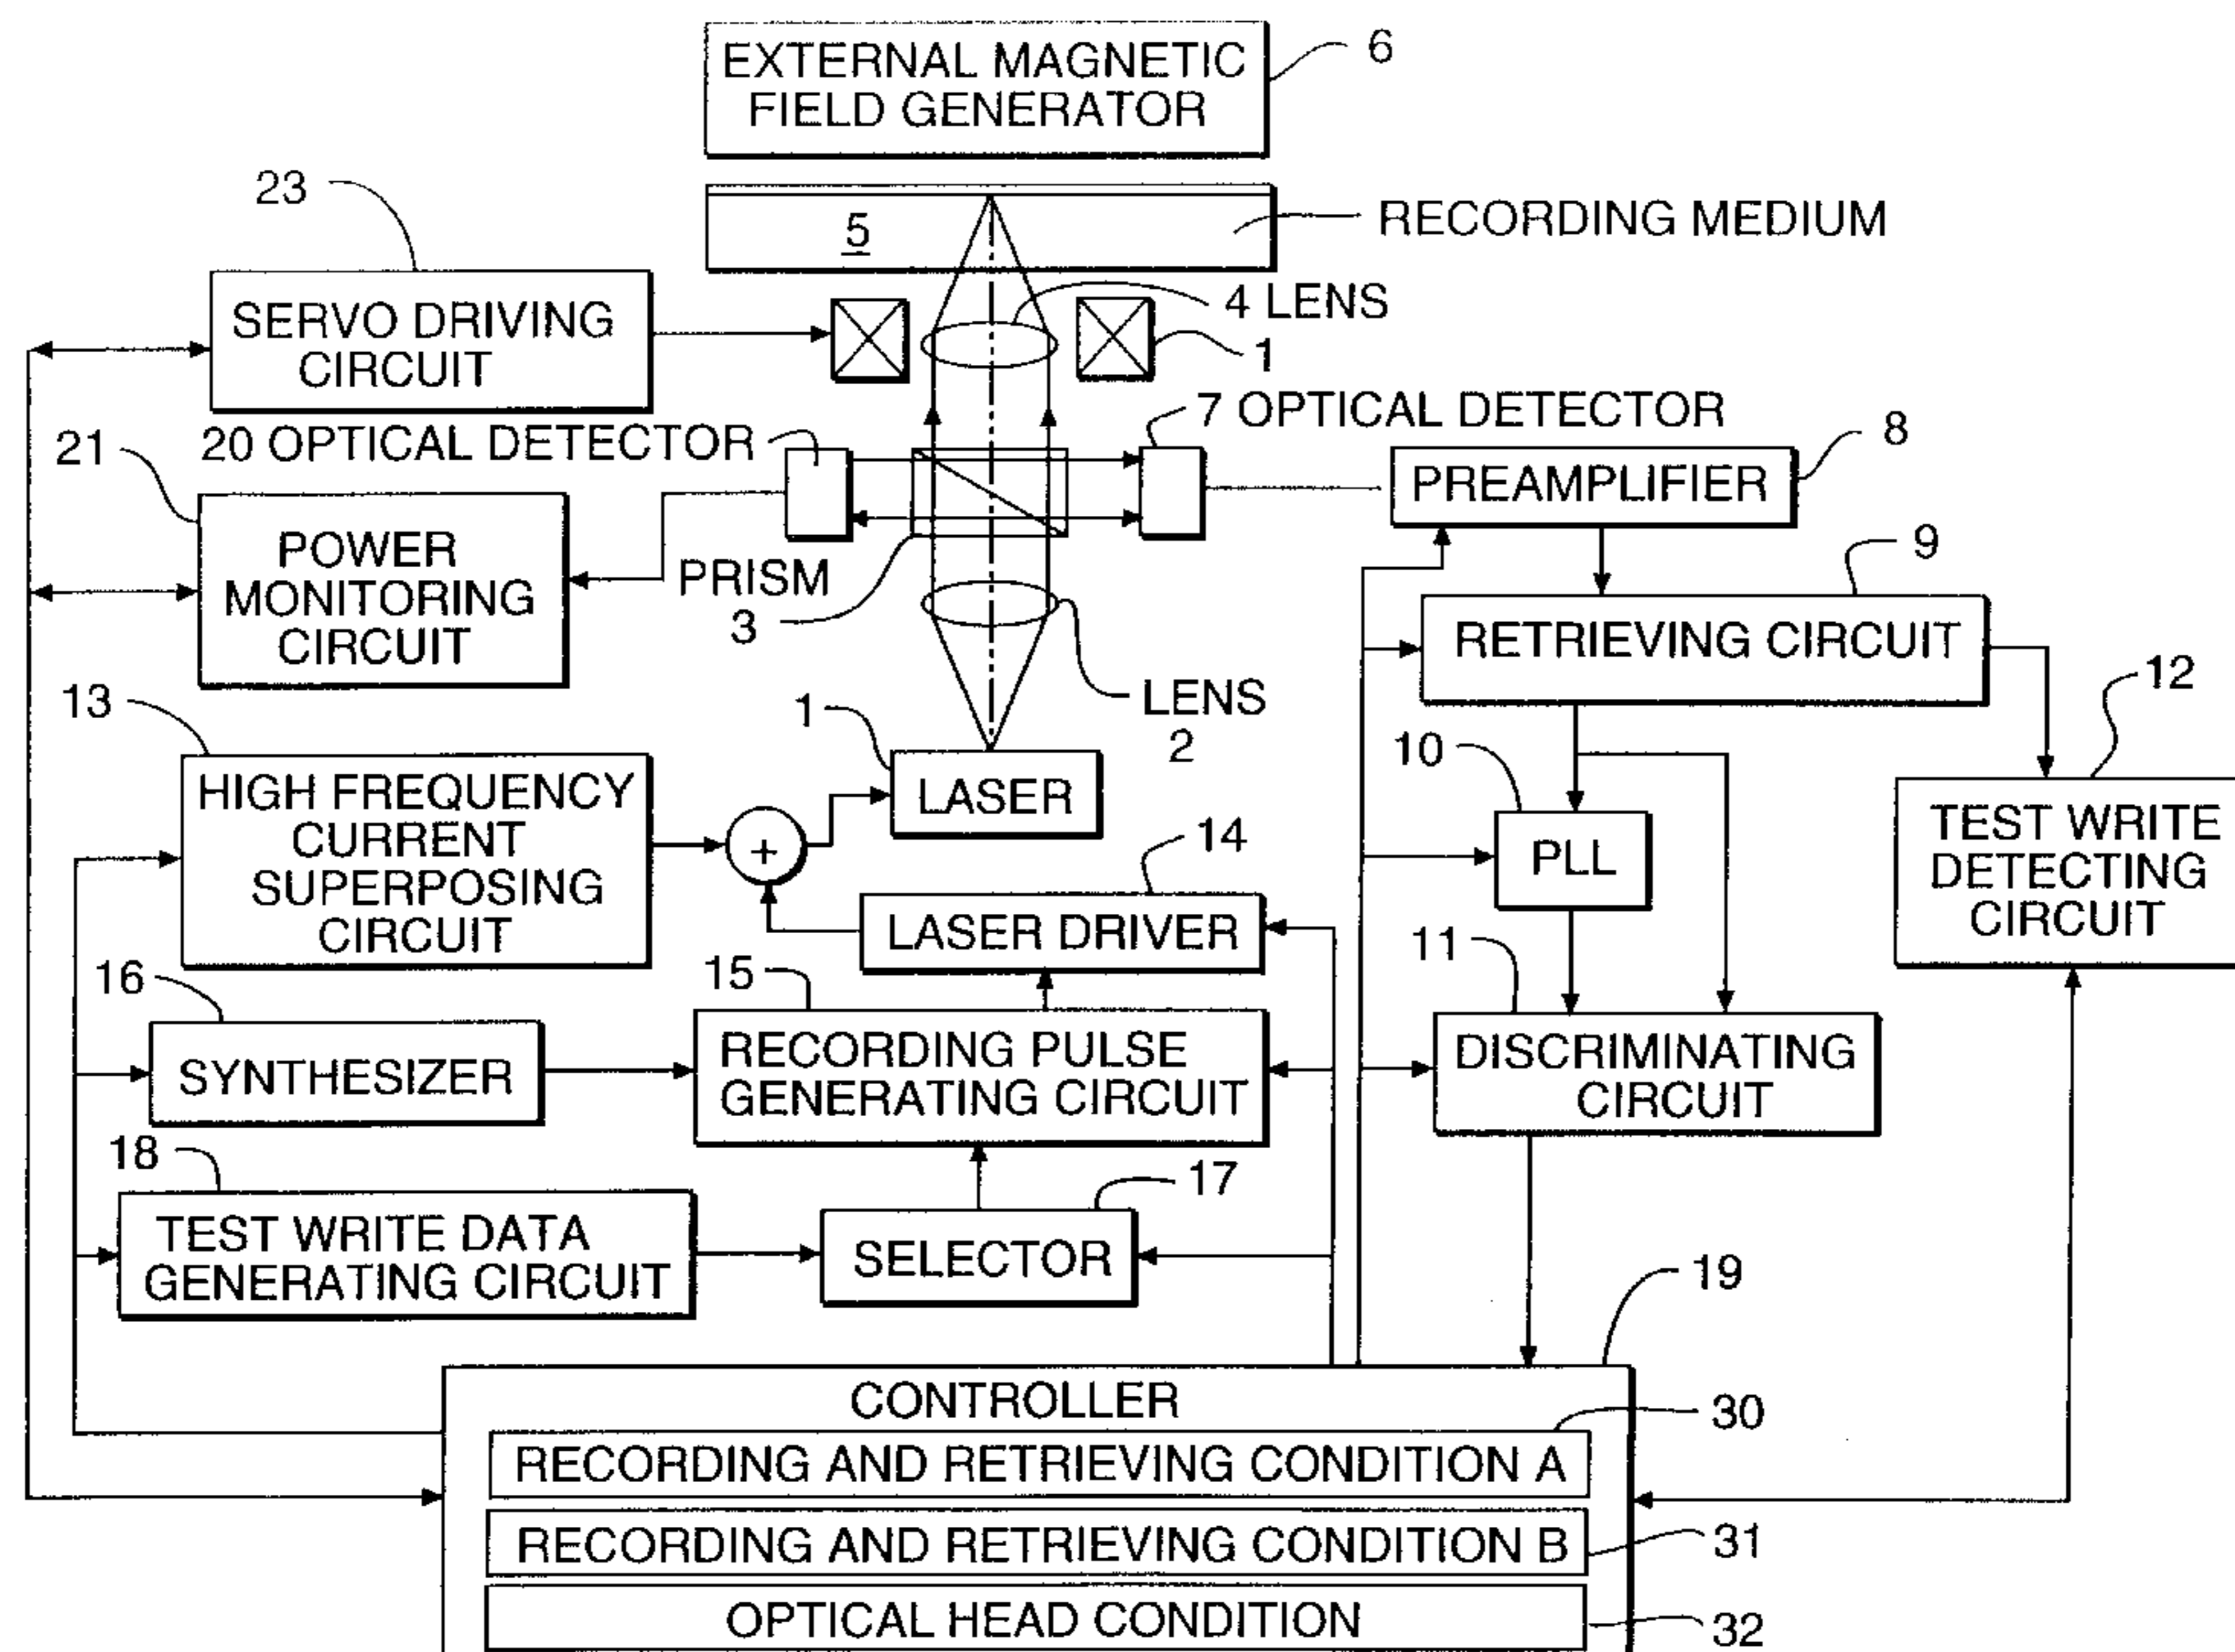 EXTERNAL MAGNETIC
FIELD GENERATOR
6
23
5
RECORDING MEDIUM
SERVO DRIVING
CIRCUIT
4 LENS
1
7 OPTICAL DETECTOR
20 OPTICAL DETECTOR
21
8
PREAMPLIFIER
POWER
MONITORING
CIRCUIT
PRISM
3
9
RETRIEVING CIRCUIT
LENS
2
12
13
1
LASER
10
PLL
HIGH FREQUENCY
CURRENT
SUPERPOSING
CIRCUIT
+
14
LASER DRIVER
TEST WRITE
DETECTING
CIRCUIT
11
16
15
SYNTHESIZER
RECORDING PULSE
GENERATING CIRCUIT
DISCRIMINATING
CIRCUIT
18
17
TEST WRITE DATA
GENERATING CIRCUIT
SELECTOR
19
CONTROLLER
30
RECORDING AND RETRIEVING CONDITION A
RECORDING AND RETRIEVING CONDITION B
31
OPTICAL HEAD CONDITION
32